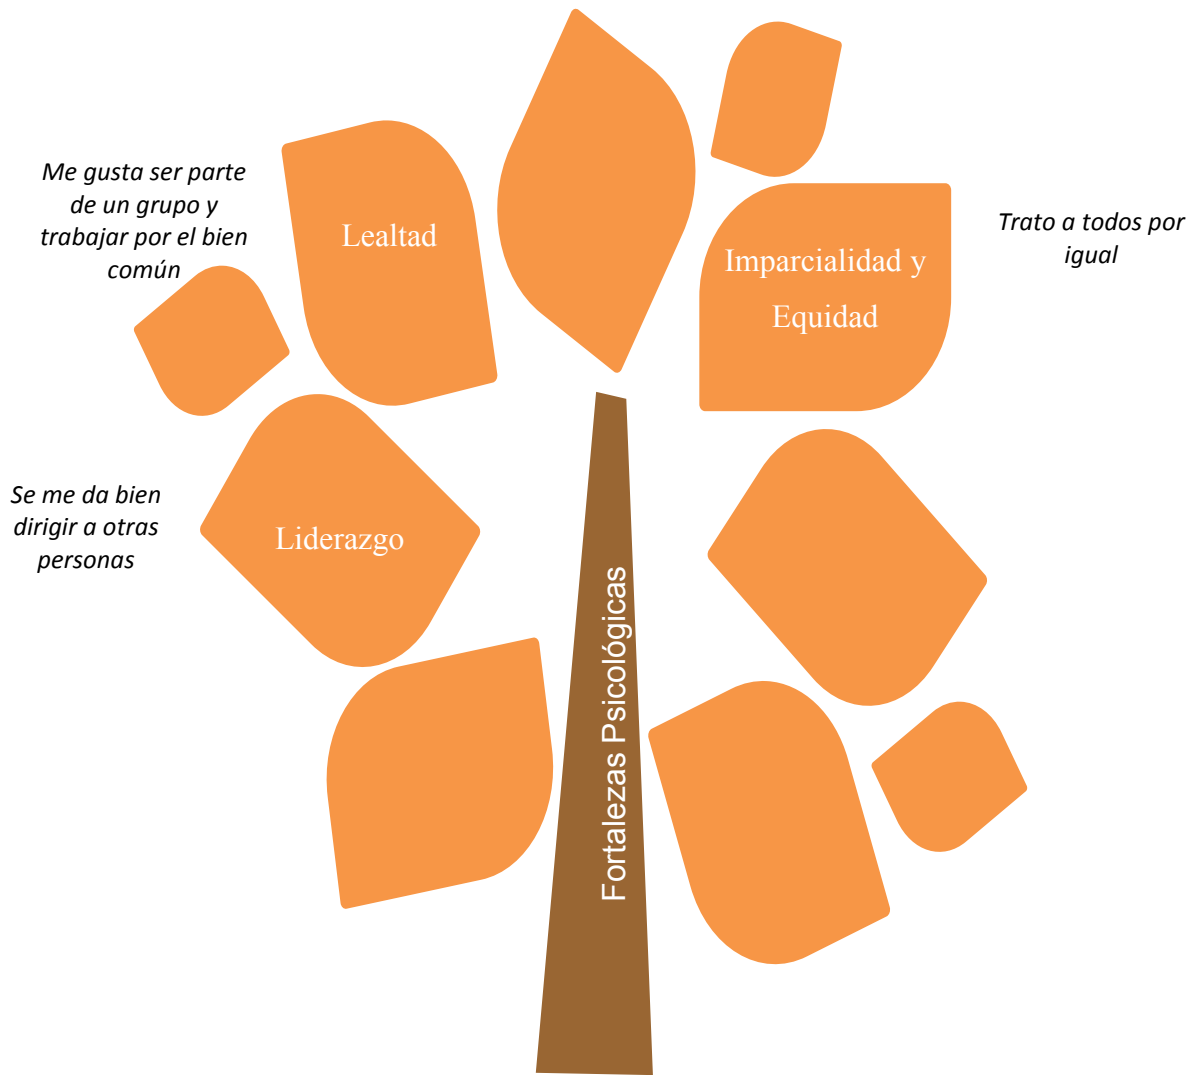 Me gusta ser parte
de un grupo y
trabajar por el bien
común
Lealtad
Imparcialidad y
Equidad
Trato a todos por
igual
Se me da bien
dirigir a otras
personas
Liderazgo
Fortalezas Psicológicas